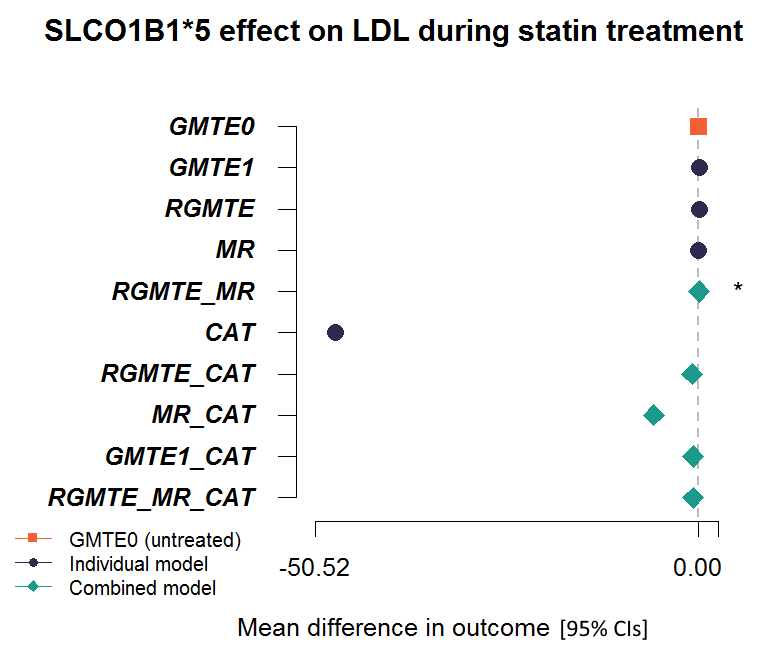 SLCO1B1*5 effect on LDL during statin treatment
GMTE0
GMTE1
RGMTE
MR
RGMTE_MR *
CAT
RGMTE_CAT
MR_CAT
GMTE1_CAT
RGMTE_MR_CAT
GMTE0 (untreated)
Individual model
Combined model
-50.52 0.00
Mean difference in outcome [95% CIs]